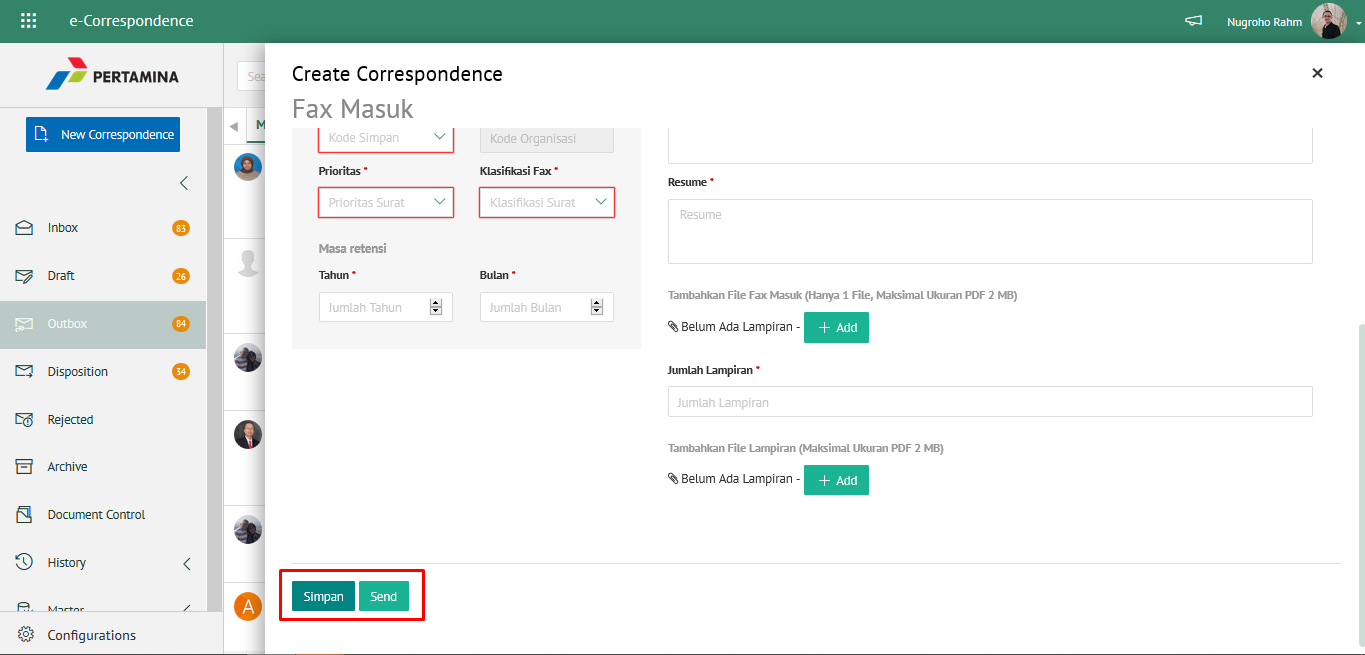 e-Correspondence
Nugroho Rahm
PERTAMINA
New Correspondence
Inbox 83
Draft 26
Outbox 84
Disposition 34
Rejected
Archive
Document Control
History
Master
Configurations
Sea
M
A
Create Correspondence
Fax Masuk
Kode Simpan Kode Organisasi
Prioritas * Klasifikasi Fax *
Prioritas Surat Klasifikasi Surat
Masa retensi
Tahun * Bulan *
Jumlah Tahun Jumlah Bulan
Resume *
Resume
Tambahkan File Fax Masuk (Hanya 1 File, Maksimal Ukuran PDF 2 MB)
Belum Ada Lampiran - + Add
Jumlah Lampiran *
Jumlah Lampiran
Tambahkan File Lampiran (Maksimal Ukuran PDF 2 MB)
Belum Ada Lampiran - + Add
Simpan Send